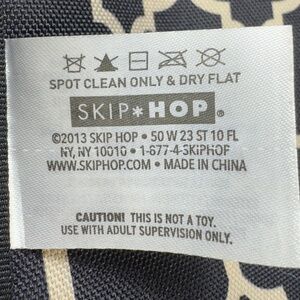 SPOT CLEAN ONLY & DRY FLAT
SKIP*HOP®
©2013 SKIP HOP • 50 W 23 ST 10 FL
NY, NY 10010 • 1-877-4-SKIPHOP
WWW.SKIPHOP.COM • MADE IN CHINA
CAUTION! THIS IS NOT A TOY.
USE WITH ADULT SUPERVISION ONLY.